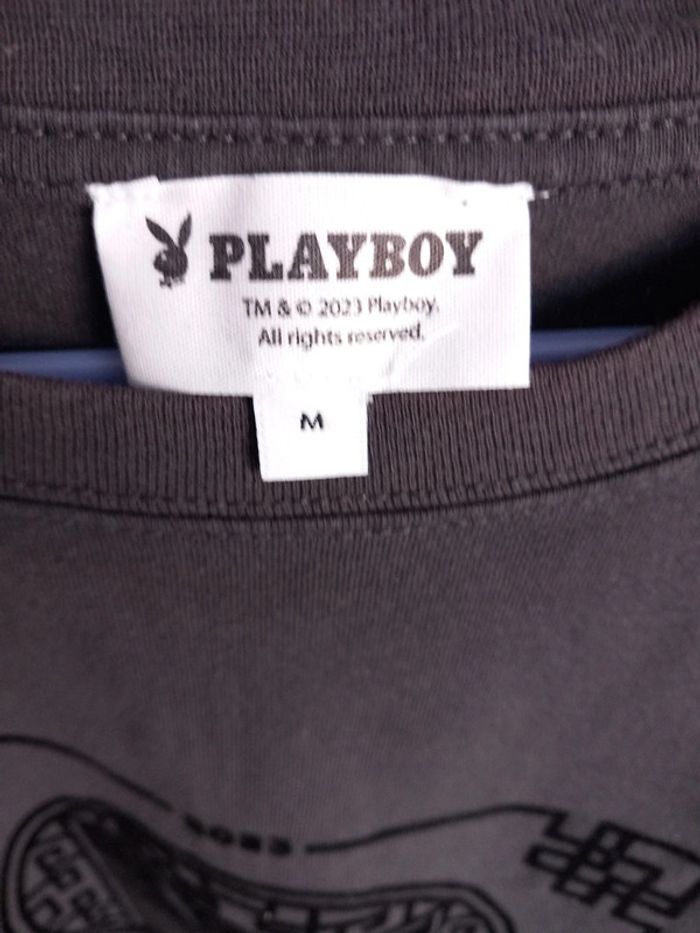 PLAYBOY
TM & © 2023 Playboy.
All rights reserved.
M